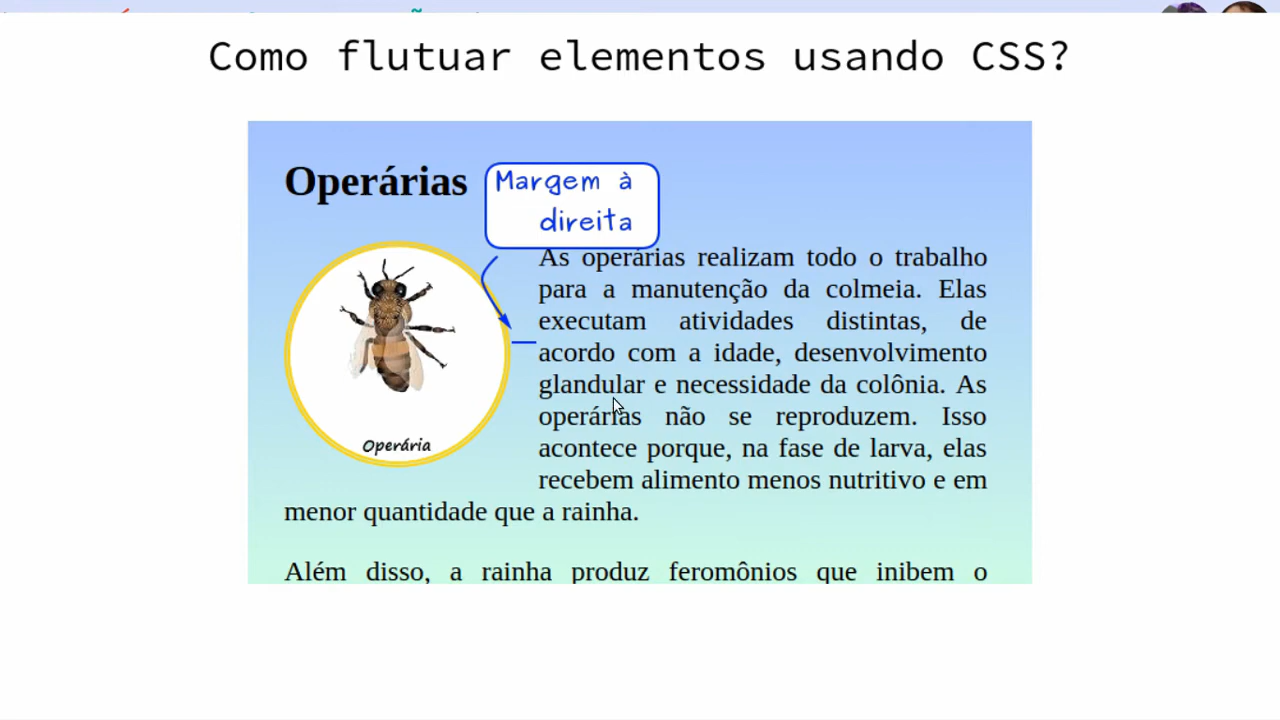 Como flutuar elementos usando CSS?
Operárias
Margem à
direita
As operárias realizam todo o trabalho
para a manutenção da colmeia. Elas
executam atividades distintas, de
acordo com a idade, desenvolvimento
glandular e necessidade da colônia. As
operárias não se reproduzem. Isso
acontece porque, na fase de larva, elas
recebem alimento menos nutritivo e em
menor quantidade que a rainha.
Operária
Além disso, a rainha produz feromônios que inibem o